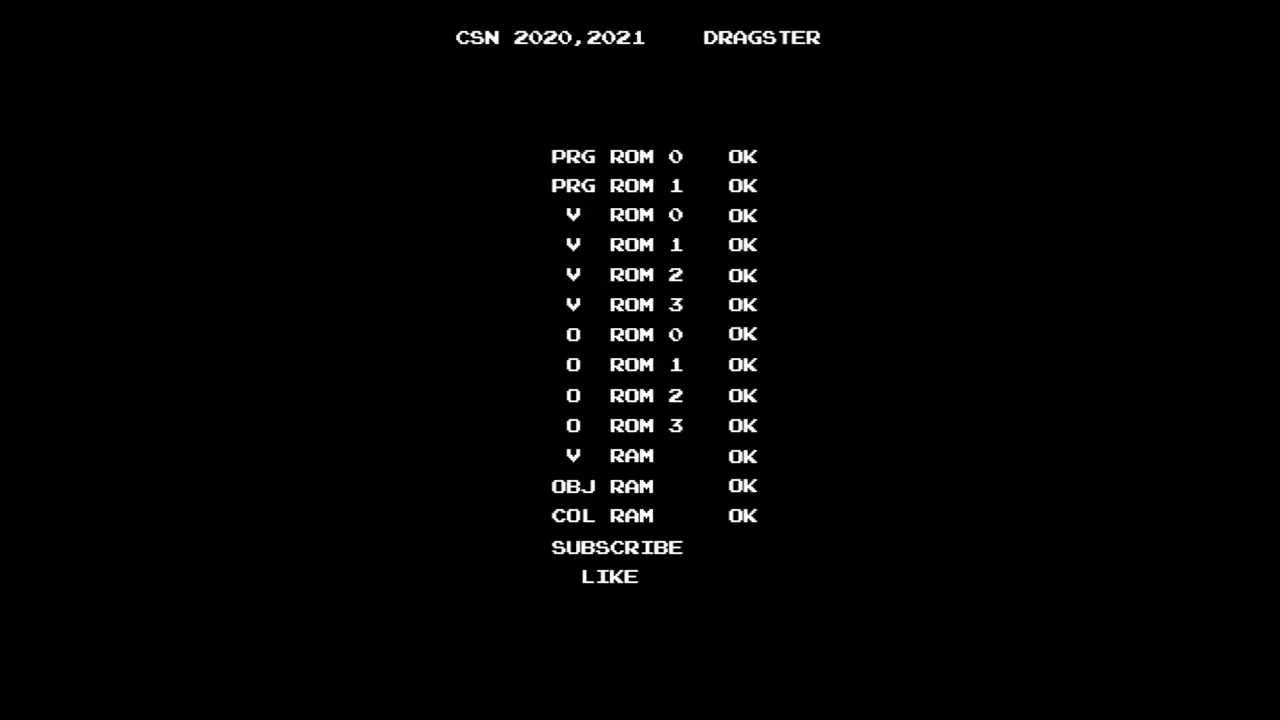 CSN 2020,2021 DRAGSTER
PRG ROM 0 OK
PRG ROM 1 OK
V ROM 0 OK
V ROM 1 OK
V ROM 2 OK
V ROM 3 OK
O ROM 0 OK
O ROM 1 OK
O ROM 2 OK
O ROM 3 OK
V RAM OK
OBJ RAM OK
COL RAM OK
SUBSCRIBE
LIKE